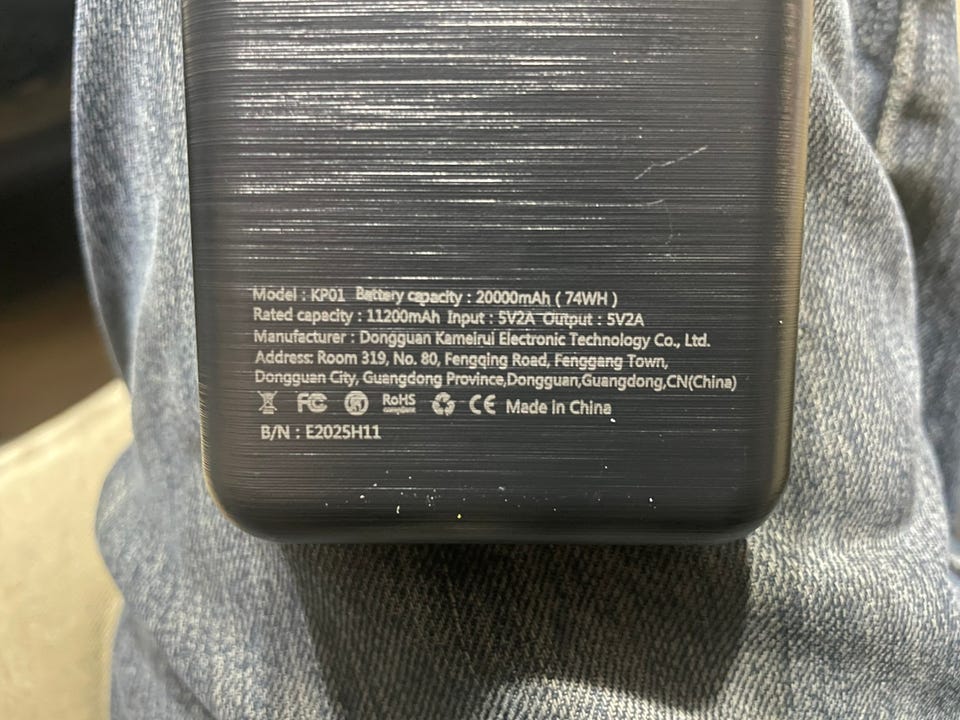 Model : KP01 Battery capacity : 20000mAh ( 74WH )
Rated capacity : 11200mAh Input : 5V2A Output : 5V2A
Manufacturer : Dongguan Kameirui Electronic Technology Co., Ltd.
Address: Room 319, No. 80, Fengqing Road, Fenggang Town,
Dongguan City, Guangdong Province,Dongguan,Guangdong,CN(China)
FC RoHS CE Made in China
B/N : E2025H11